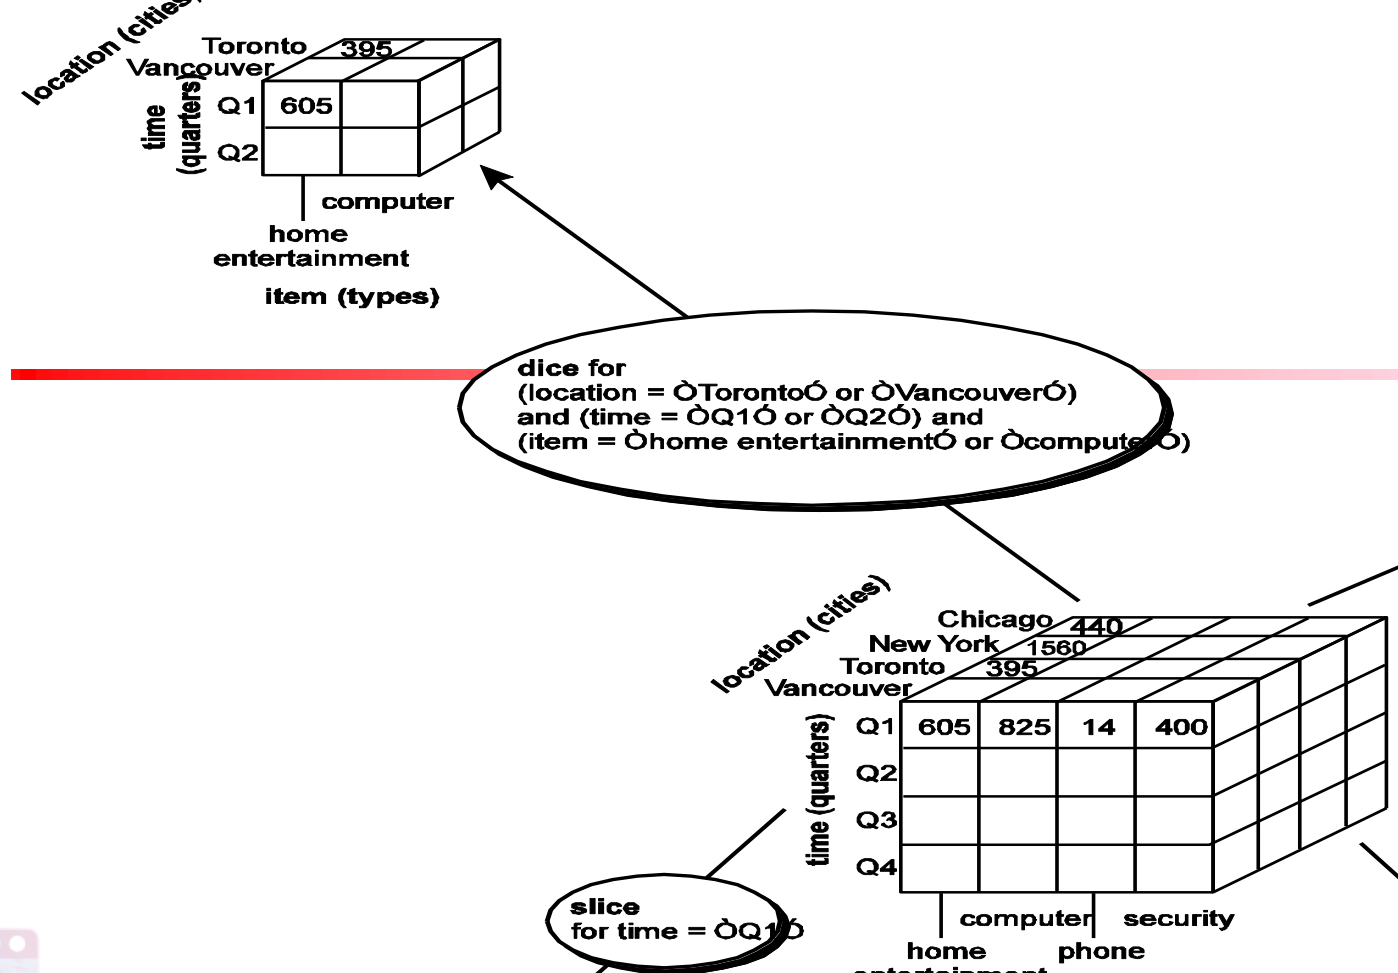 location (cities)
Toronto 395
Vancouver
time
(quarters)
Q1 605
Q2
computer
home
entertainment
item (types)
dice for
(location = ÒTorontoÓ or ÒVancouverÓ)
and (time = ÒQ1Ó or ÒQ2Ó) and
(item = Òhome entertainmentÓ or ÒcomputerÓ)
location (cities)
Chicago 440
New York 1560
Toronto 395
Vancouver
time (quarters)
Q1 605 825 14 400
Q2
Q3
Q4
computer security
home phone
entertainment
slice
for time = ÒQ1Ó